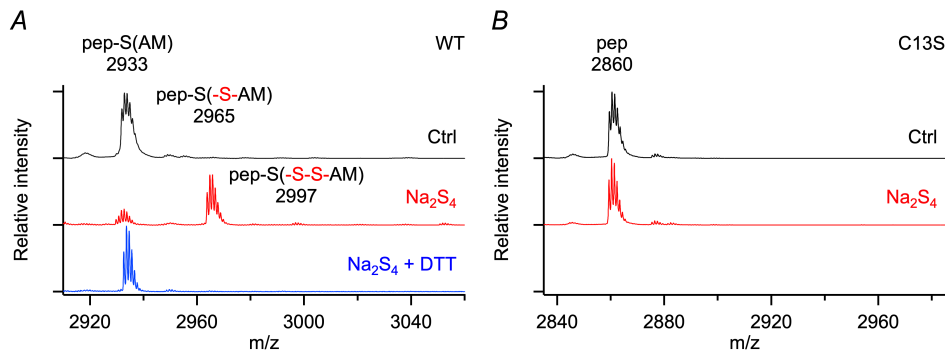 A
WT
pep-S(AM)
2933
pep-S(-S-AM)
2965
Ctrl
pep-S(-S-S-AM)
2997
Na₂S₄
Na₂S₄ + DTT
Relative intensity
2920 2960 3000 3040
m/z
B
C13S
pep
2860
Ctrl
Na₂S₄
Relative intensity
2840 2880 2920 2960
m/z